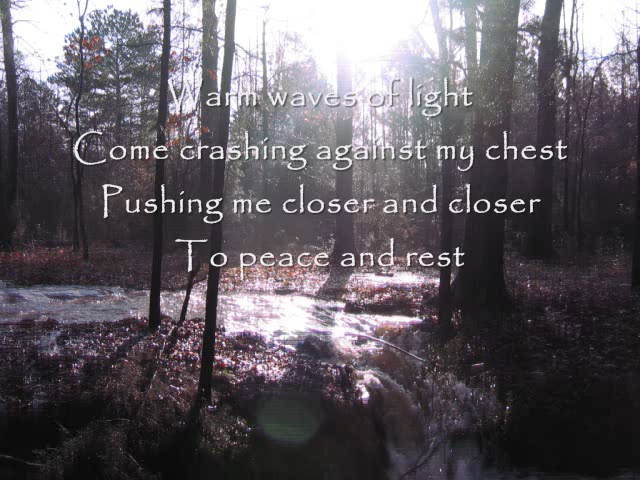 Warm waves of light
Come crashing against my chest
Pushing me closer and closer
To peace and rest